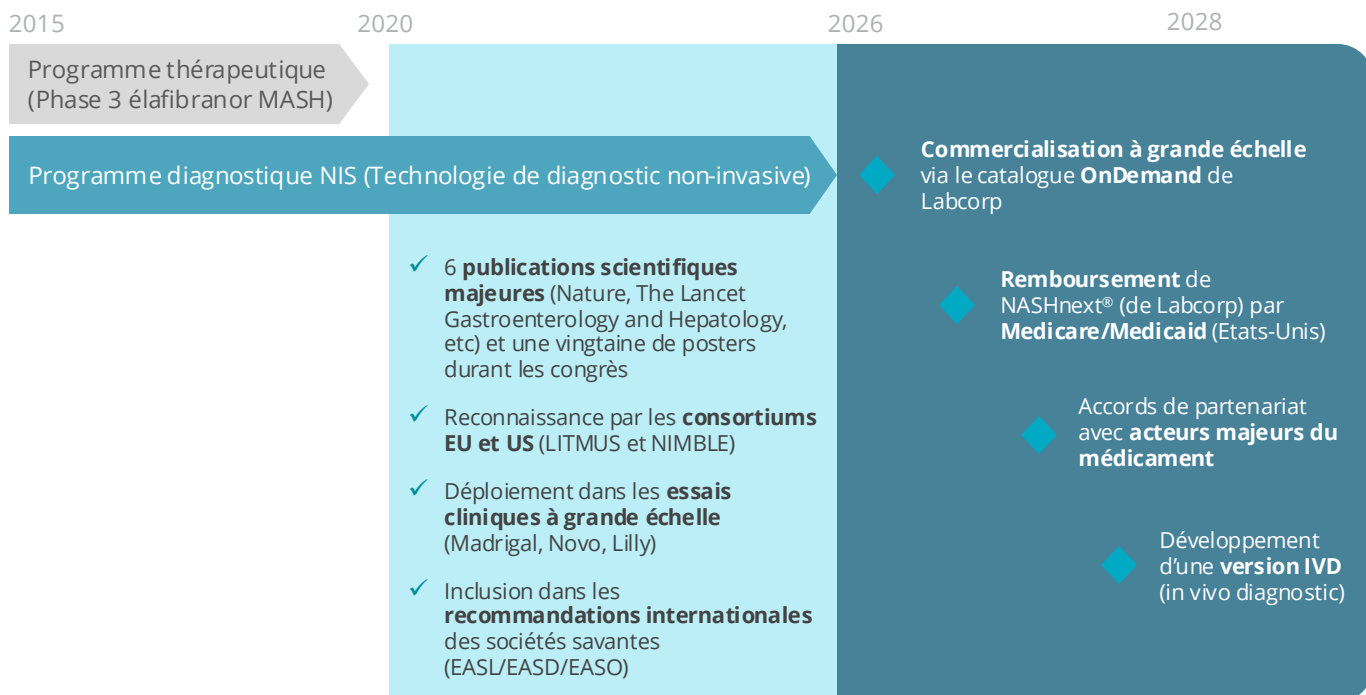 2015
2020
2026
2028
Programme thérapeutique
(Phase 3 élafibranor MASH)
Programme diagnostique NIS (Technologie de diagnostic non-invasive)
✓ 6 publications scientifiques
majeures (Nature, The Lancet
Gastroenterology and Hepatology,
etc) et une vingtaine de posters
durant les congrès
✓ Reconnaissance par les consortiums
EU et US (LITMUS et NIMBLE)
✓ Déploiement dans les essais
cliniques à grande échelle
(Madrigal, Novo, Lilly)
✓ Inclusion dans les
recommandations internationales
des sociétés savantes
(EASL/EASD/EASO)
Commercialisation à grande échelle
via le catalogue OnDemand de
Labcorp
Remboursement de
NASHnext® (de Labcorp) par
Medicare/Medicaid (Etats-Unis)
Accords de partenariat
avec acteurs majeurs du
médicament
Développement
d'une version IVD
(in vivo diagnostic)